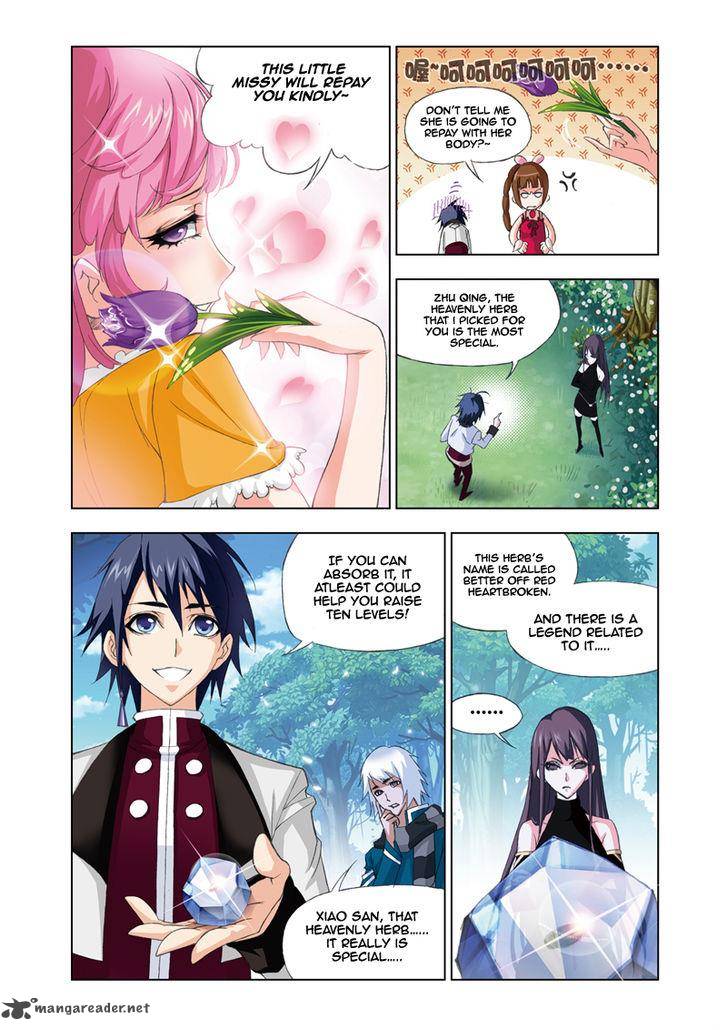 THIS LITTLE
MISSY WILL REPAY
YOU KINDLY~
喔~呵呵呵呵呵呵……
DON'T TELL ME
SHE IS GOING TO
REPAY WITH HER
BODY?~
ZHU QING, THE
HEAVENLY HERB
THAT I PICKED FOR
YOU IS THE MOST
SPECIAL.
IF YOU CAN
ABSORB IT, IT
ATLEAST COULD
HELP YOU RAISE
TEN LEVELS!
XIAO SAN, THAT
HEAVENLY HERB......
IT REALLY IS
SPECIAL.....
THIS HERB'S
NAME IS CALLED
BETTER OFF RED
HEARTBROKEN.
AND THERE IS A
LEGEND RELATED
TO IT.....
......
mangareader.net